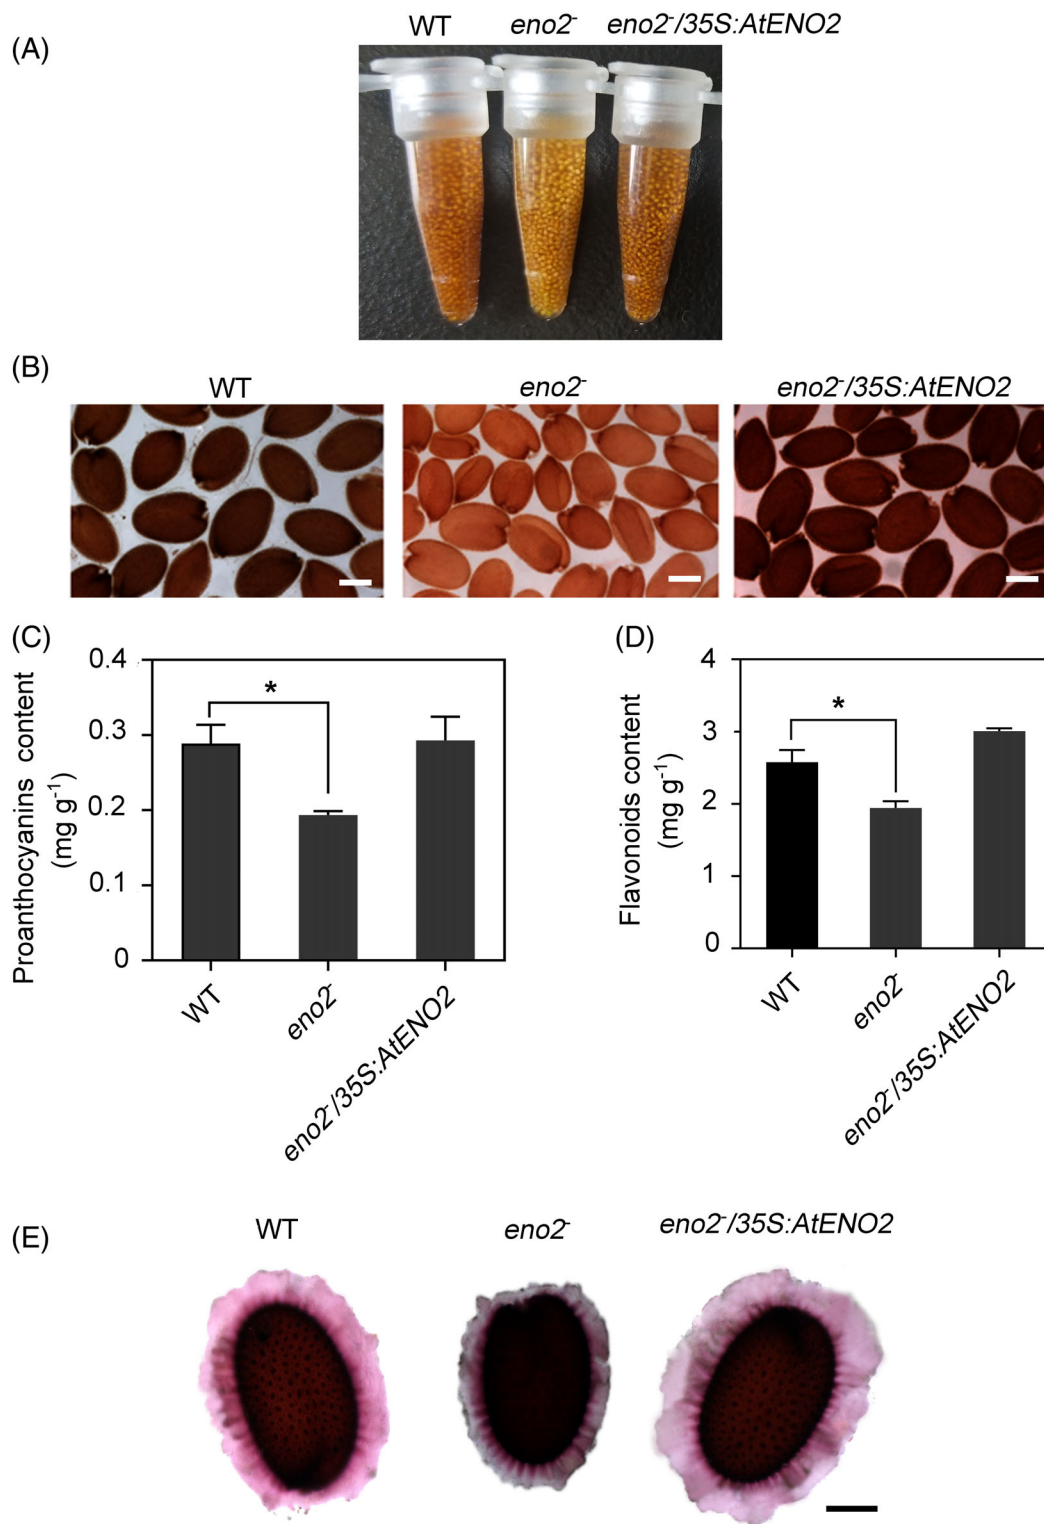 (A)
WT eno2⁻ eno2⁻/35S:AtENO2
(B)
WT eno2⁻ eno2⁻/35S:AtENO2
(C)
Proanthocyanins content
(mg g⁻¹)
0.4
0.3
0.2
0.1
0
*
WT
eno2⁻
eno2⁻/35S:AtENO2
(D)
Flavonoids content
(mg g⁻¹)
4
3
2
1
0
*
WT
eno2⁻
eno2⁻/35S:AtENO2
(E)
WT eno2⁻ eno2⁻/35S:AtENO2